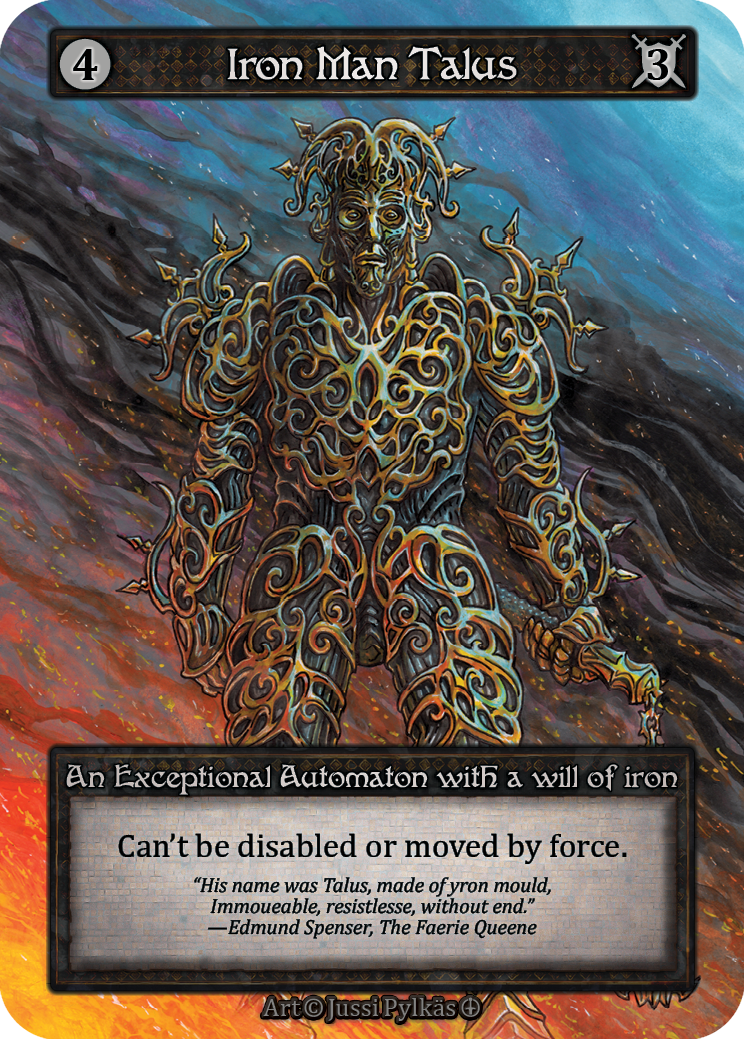 4
Iron Man Talus
3
An Exceptional Automaton with a will of iron
Can't be disabled or moved by force.
“His name was Talus, made of yron mould,
Immoueable, resistlesse, without end.”
—Edmund Spenser, The Faerie Queene
Art © Jussi Pylkäs